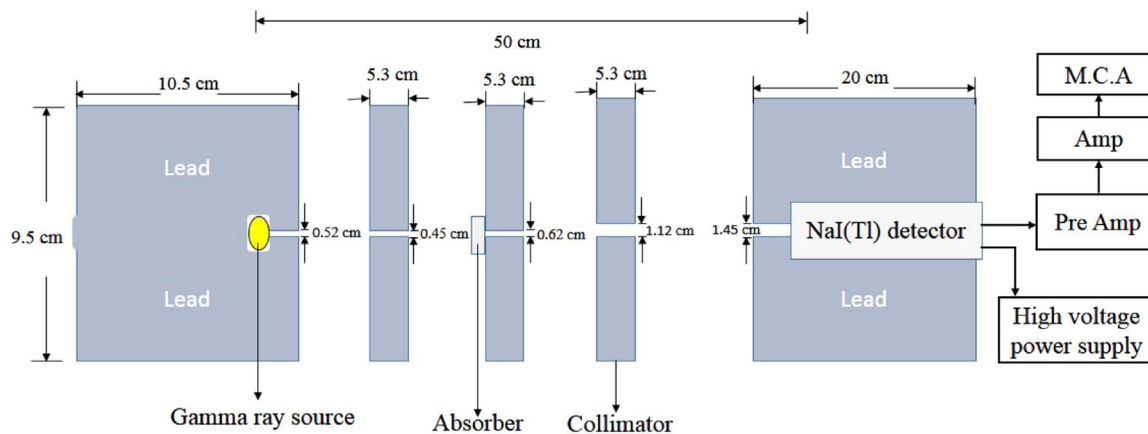 50 cm
10.5 cm
5.3 cm
5.3 cm
5.3 cm
20 cm
M.C.A
Amp
Pre Amp
High voltage
power supply
Lead
Lead
9.5 cm
0.52 cm
0.45 cm
0.62 cm
1.12 cm
1.45 cm
NaI(Tl) detector
Lead
Lead
Gamma ray source
Absorber
Collimator